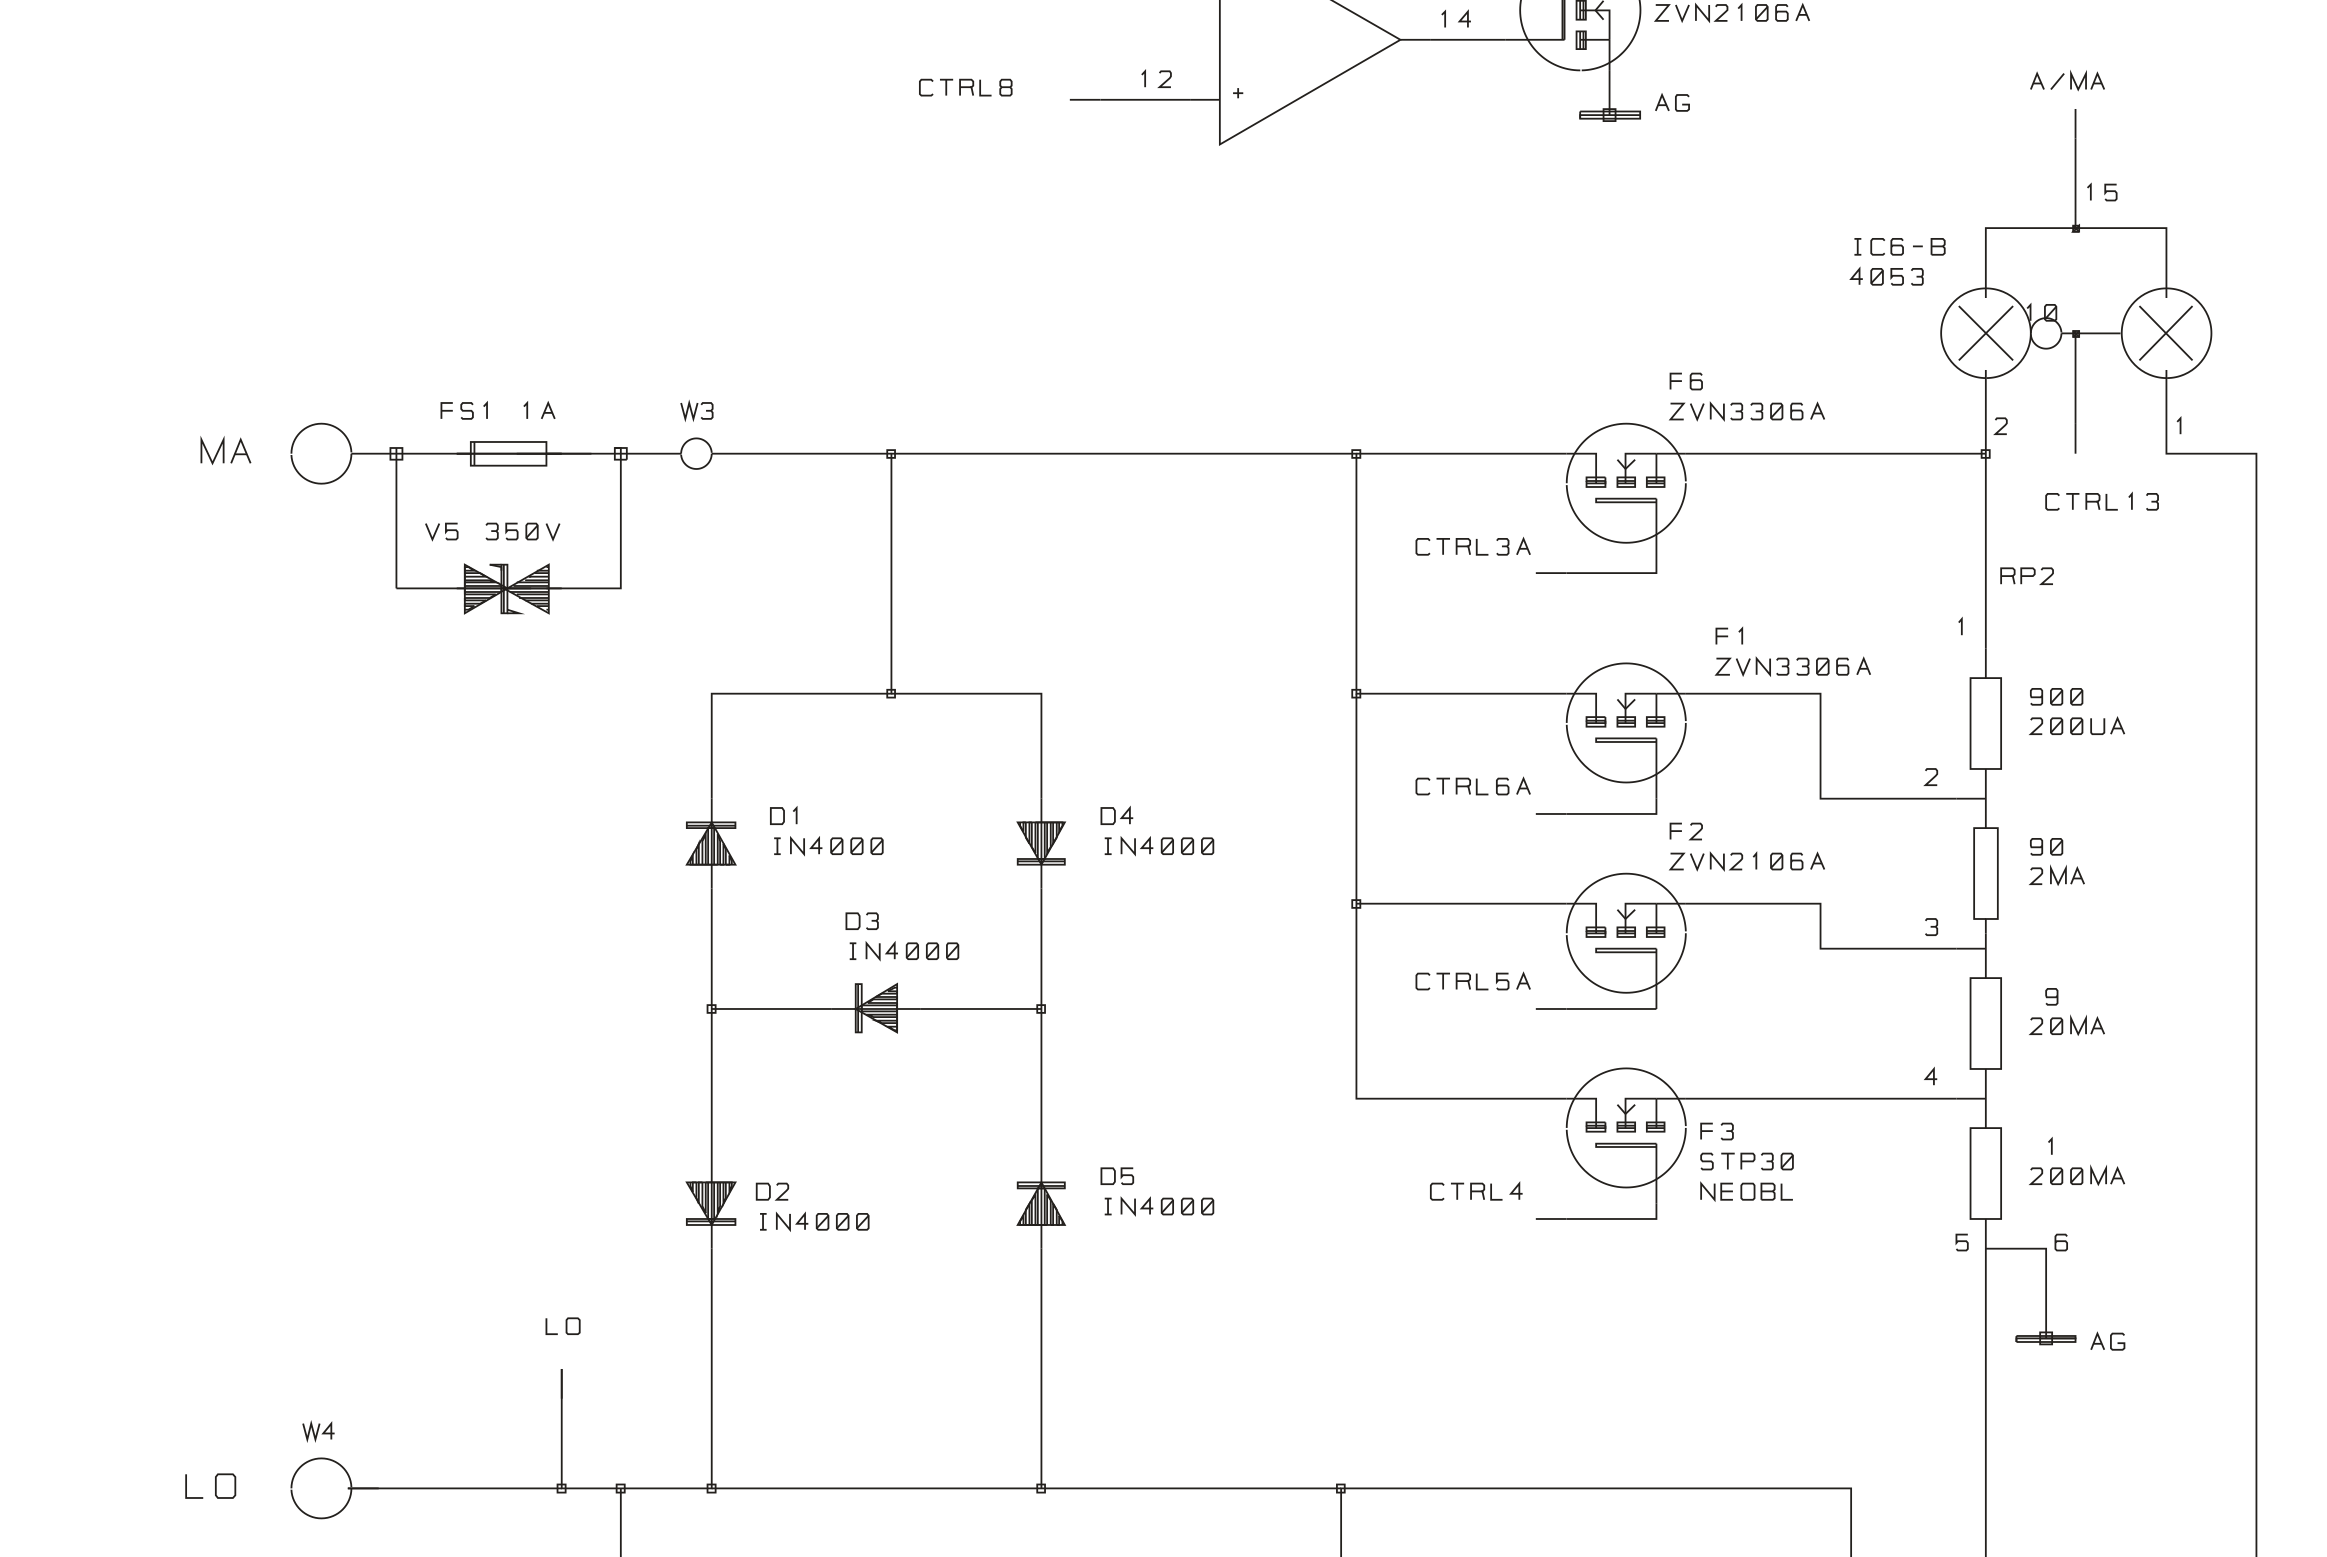 14
ZVN2106A
CTRL8
12
+
AG
A/MA
15
IC6-B
4053
10
FS1 1A
W3
F6
ZVN3306A
2
1
MA
CTRL13
V5 350V
CTRL3A
RP2
1
F1
ZVN3306A
900
200UA
2
CTRL6A
D1
IN4000
D4
IN4000
F2
ZVN2106A
90
2MA
D3
IN4000
3
CTRL5A
9
20MA
4
F3
STP30
NEOBL
1
200MA
D2
IN4000
D5
IN4000
CTRL4
5
6
LO
AG
W4
LO